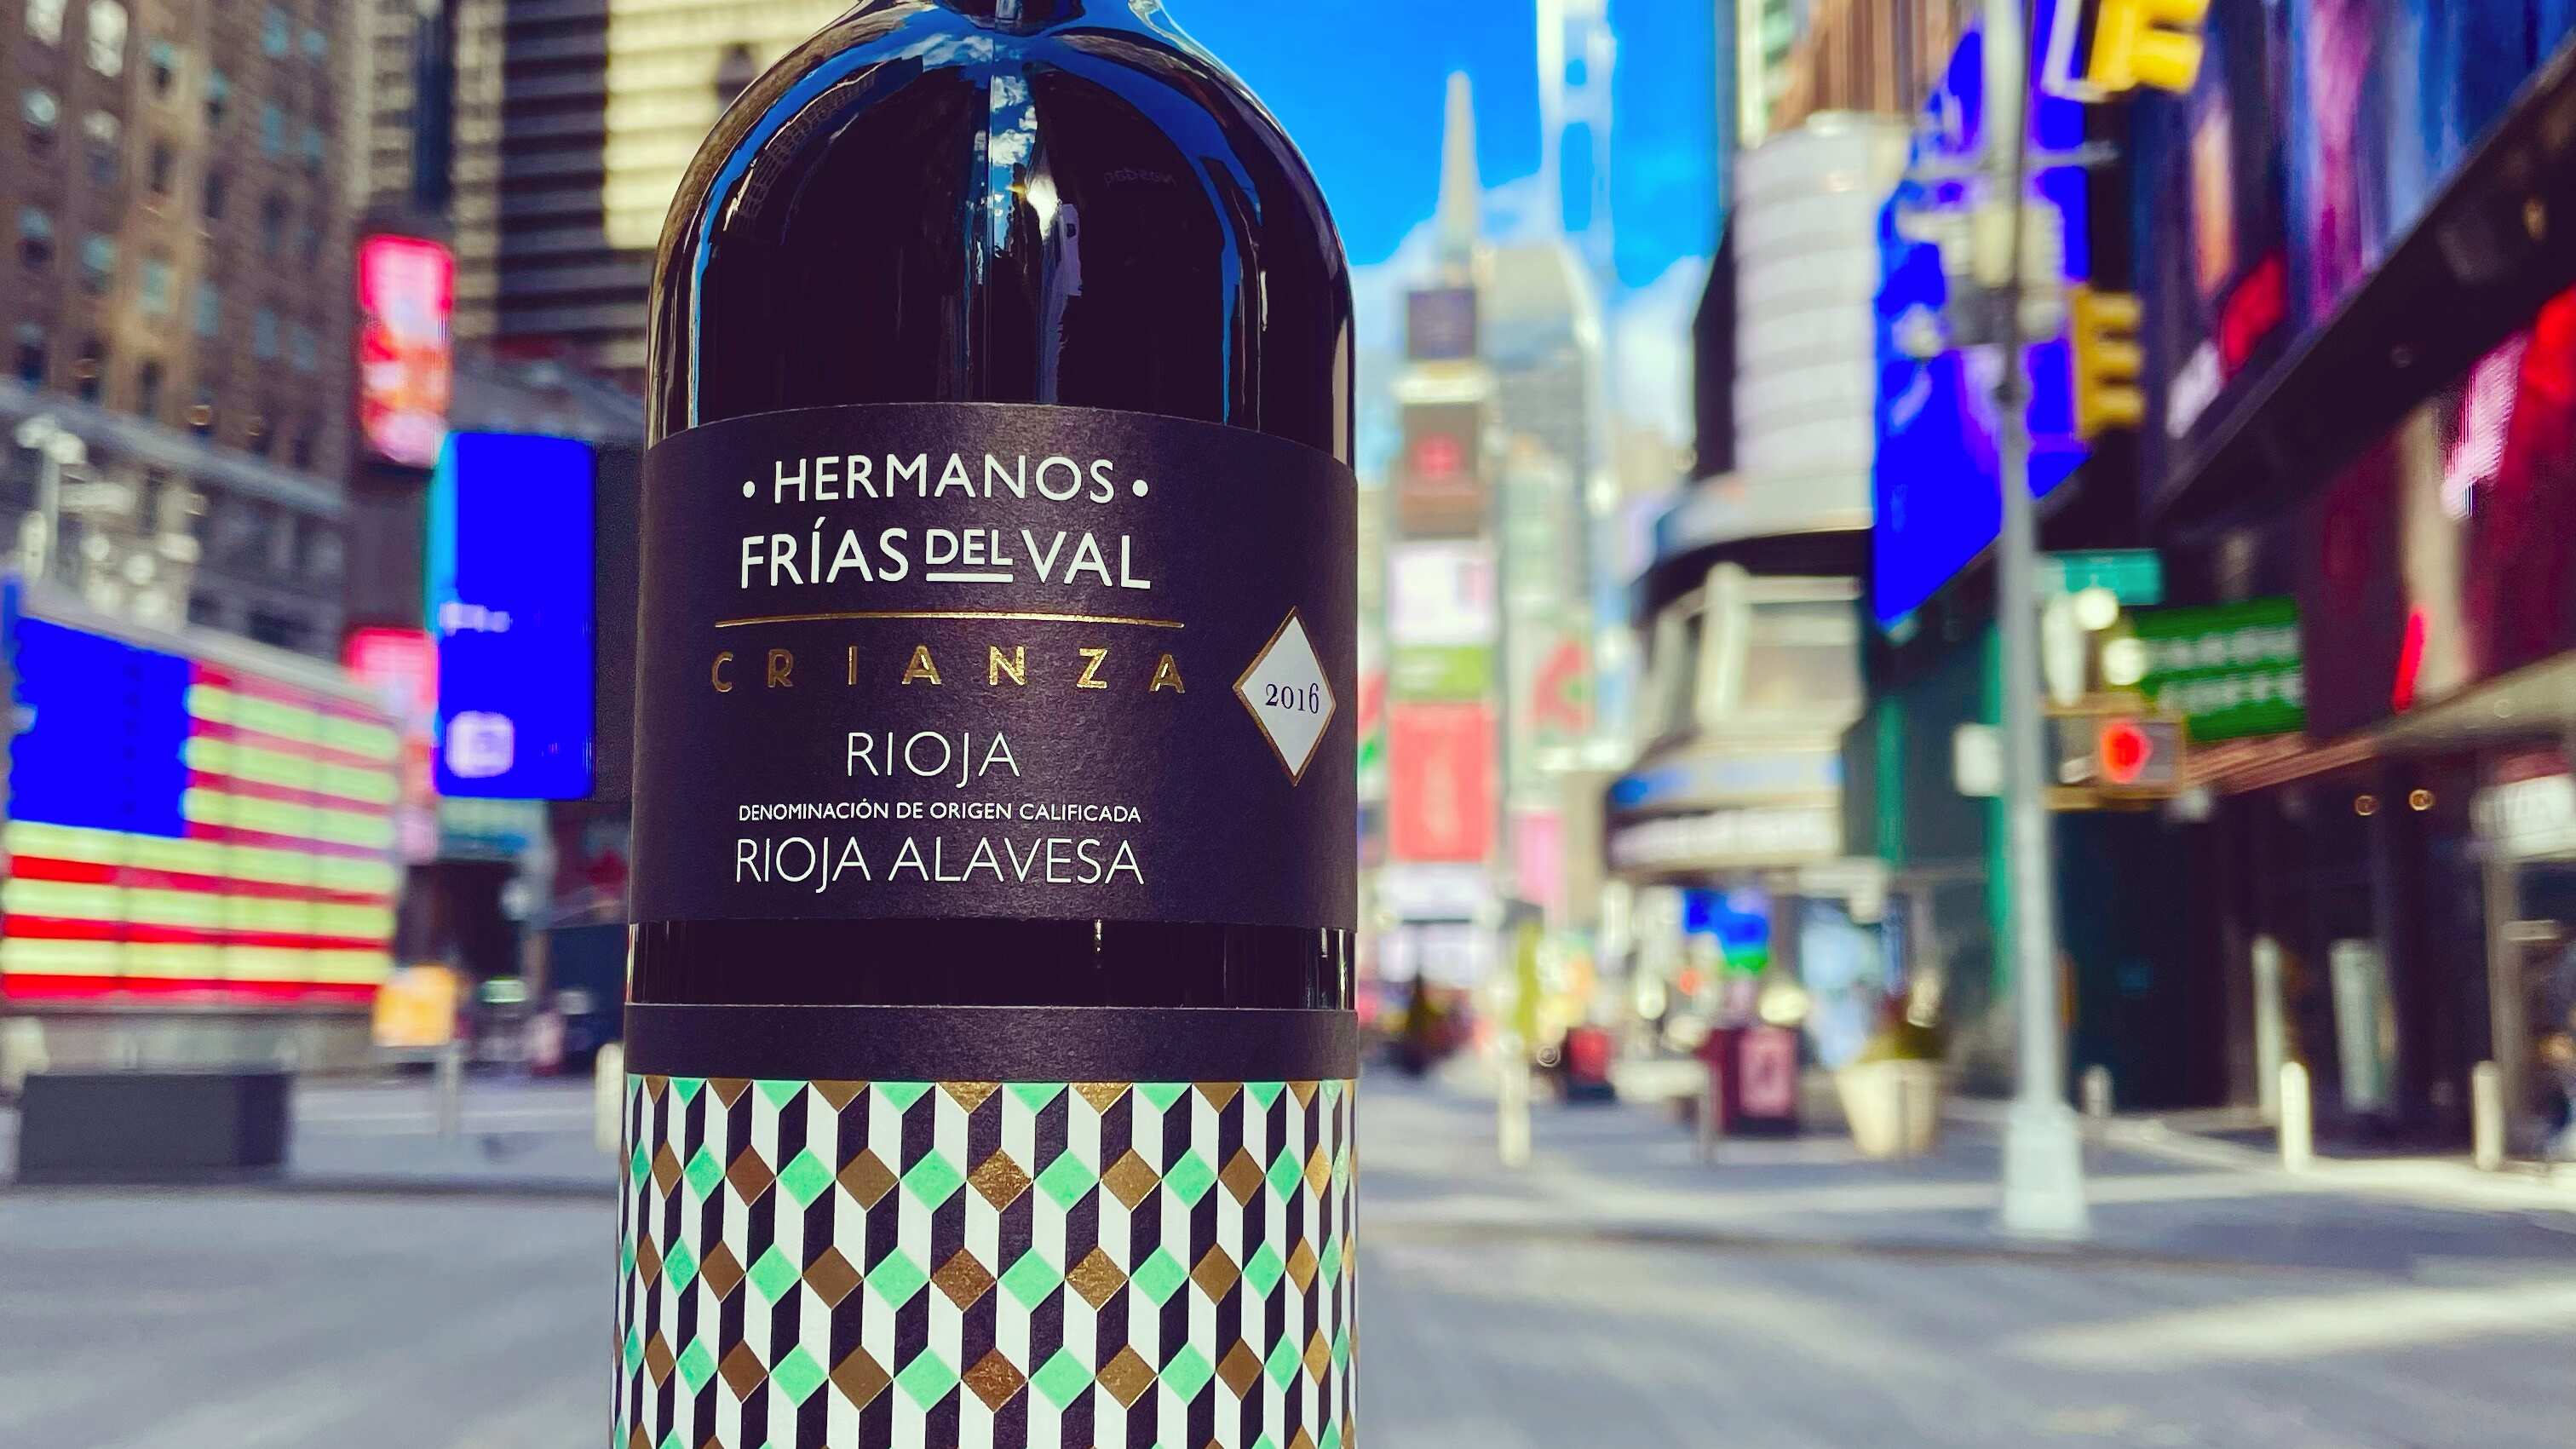 • HERMANOS •
FRÍAS DEL VAL
CRIANZA
2016
RIOJA
DENOMINACIÓN DE ORIGEN CALIFICADA
RIOJA ALAVESA